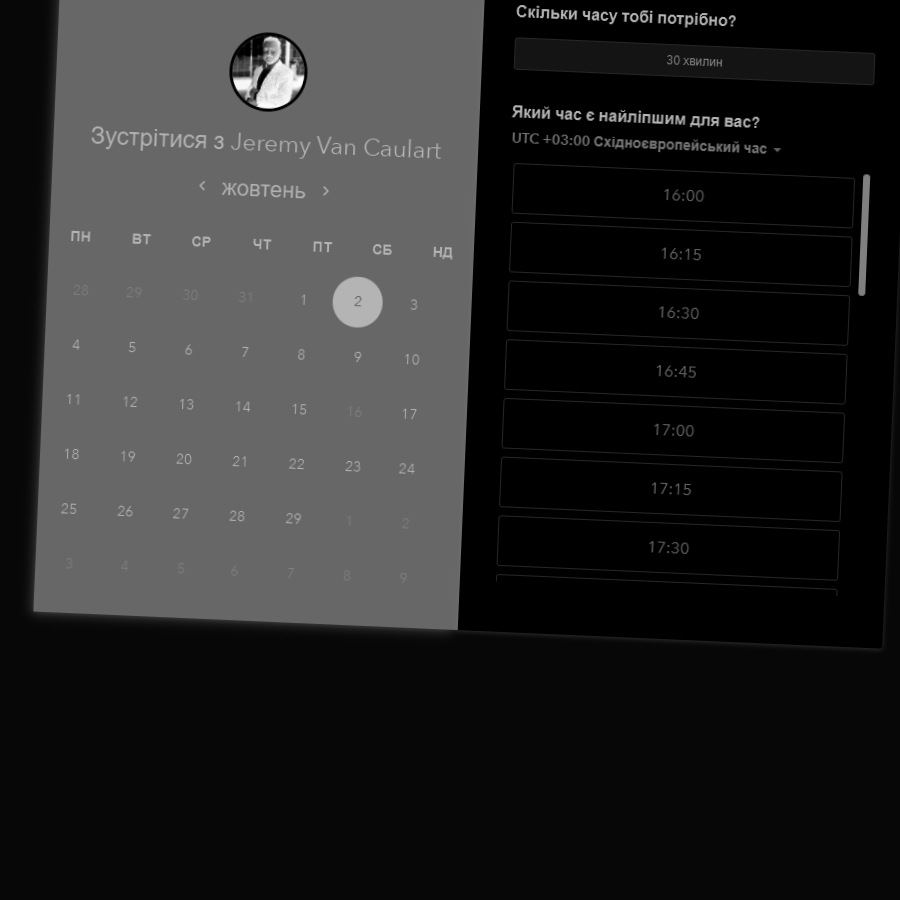 Зустрітися з Jeremy Van Caulart
жовтень
ПН ВТ СР ЧТ ПТ СБ НД
28 29 30 31 1 2 3
4 5 6 7 8 9 10
11 12 13 14 15 16 17
18 19 20 21 22 23 24
25 26 27 28 29 1 2
3 4 5 6 7 8 9
Скільки часу тобі потрібно?
30 хвилин
Який час є найліпшим для вас?
UTC +03:00 Східноєвропейський час
16:00
16:15
16:30
16:45
17:00
17:15
17:30